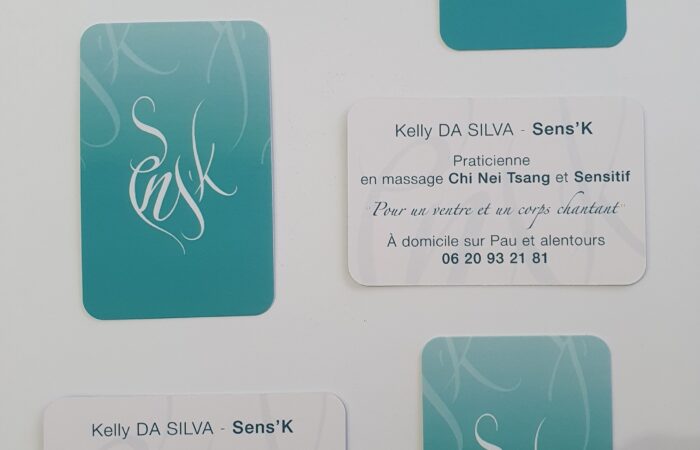 Sens'K
Kelly DA SILVA - Sens'K
Praticienne
en massage Chi Nei Tsang et Sensitif
"Pour un ventre et un corps chantant"
À domicile sur Pau et alentours
06 20 93 21 81
Kelly DA SILVA - Sens'K